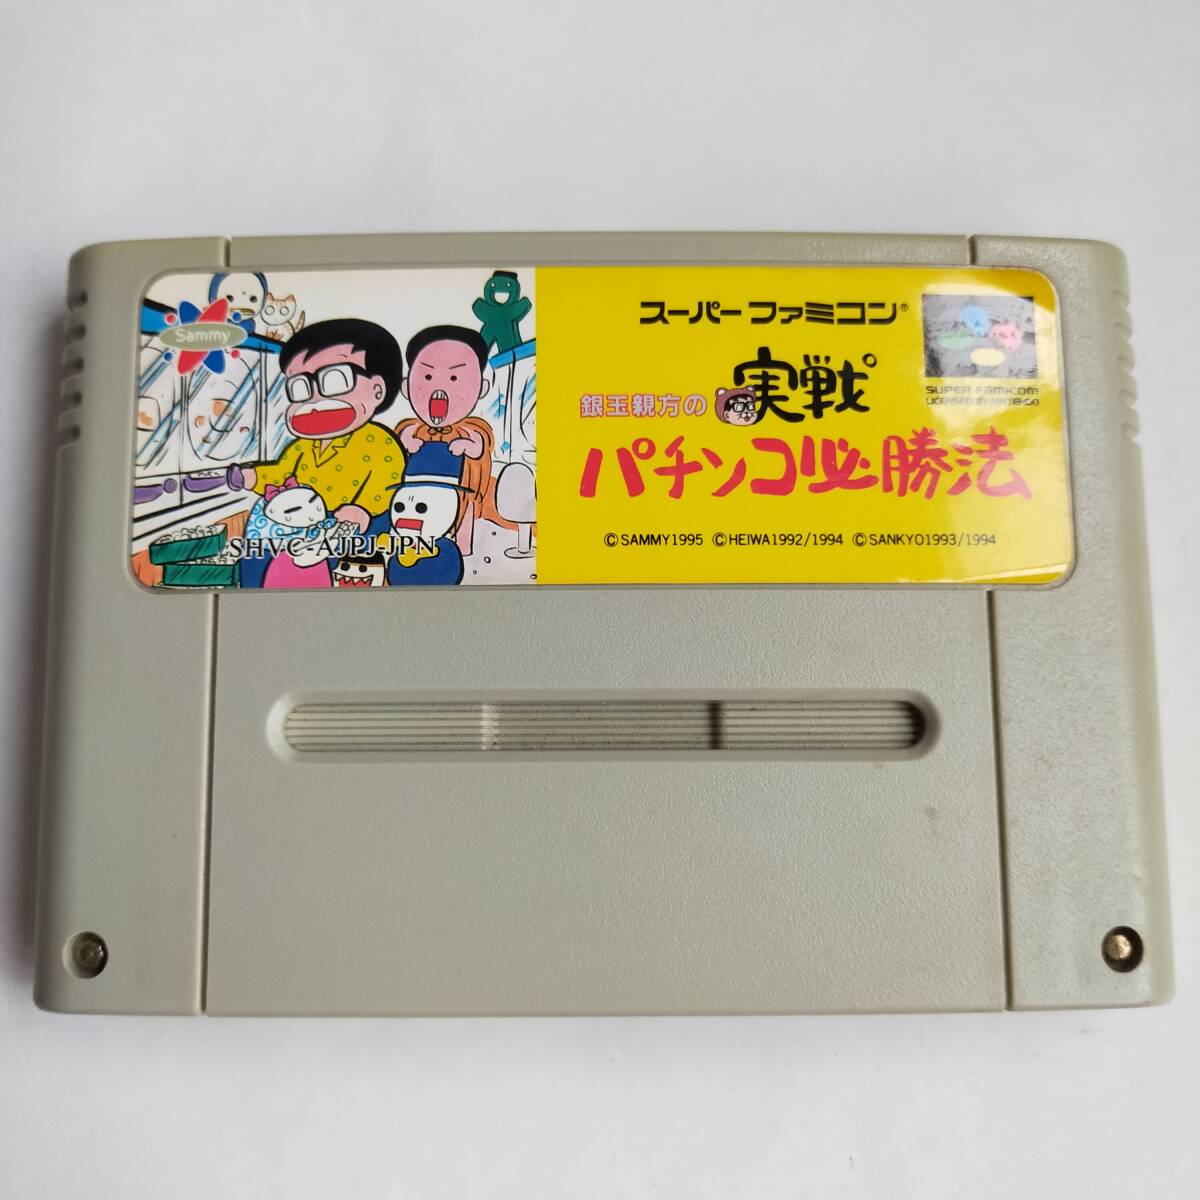 Sammy
SHVC-AJPJ-JPN
スーパーファミコン®
SUPER FAMICOM
LICENSED BY NINTENDO
銀玉親方の
実戦
パチンコ必勝法
©SAMMY1995 ©HEIWA1992/1994 ©SANKYO1993/1994